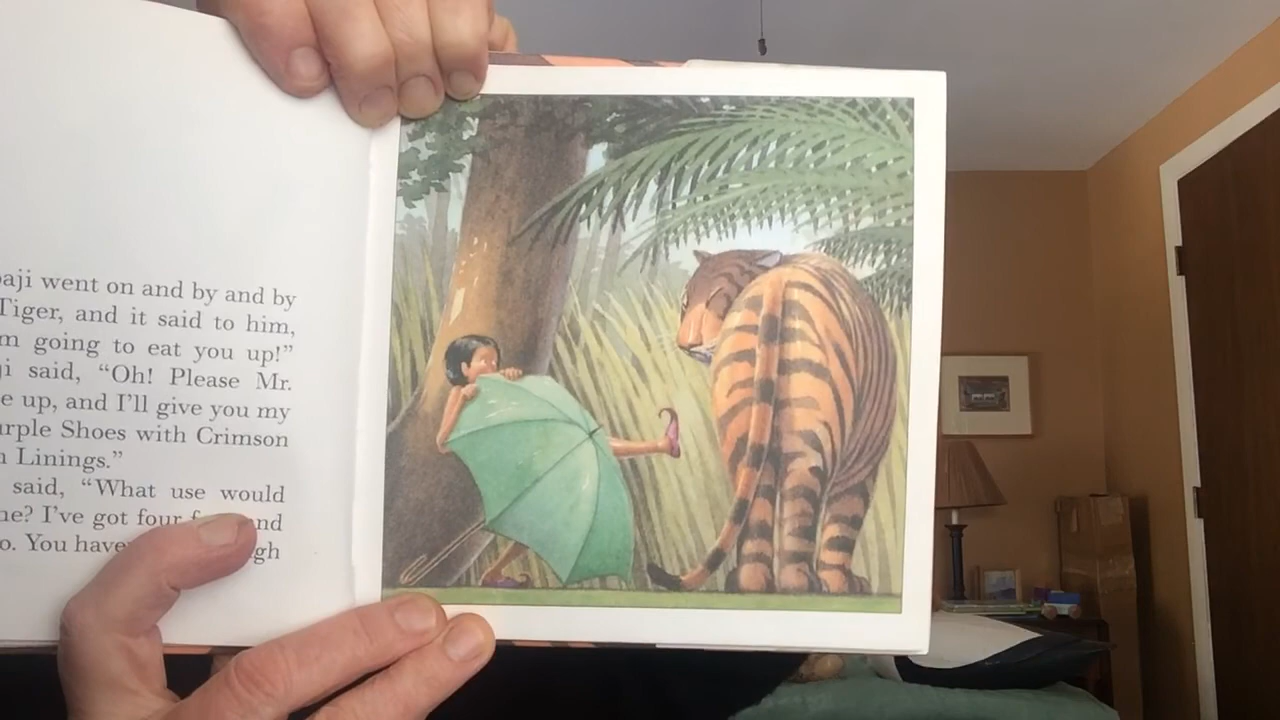 aji went on and by and by
Tiger, and it said to him,
m going to eat you up!”
ji said, “Oh! Please Mr.
e up, and I’ll give you my
urple Shoes with Crimson
n Linings.”
said, “What use would
ne? I’ve got four nd
o. You have gh